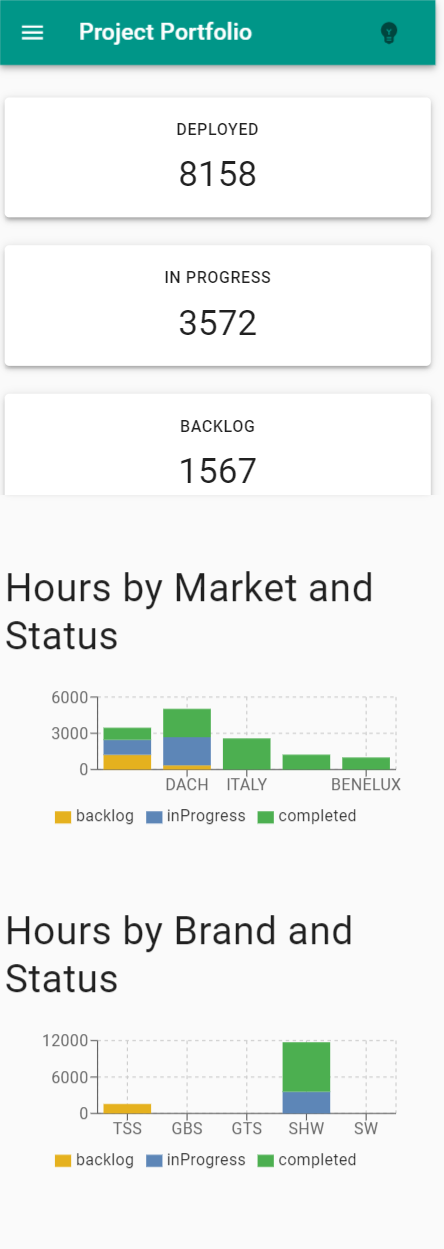 Project Portfolio
DEPLOYED
8158
IN PROGRESS
3572
BACKLOG
1567
Hours by Market and
Status
6000
3000
0
DACH ITALY BENELUX
backlog inProgress completed
Hours by Brand and
Status
12000
6000
0
TSS GBS GTS SHW SW
backlog inProgress completed